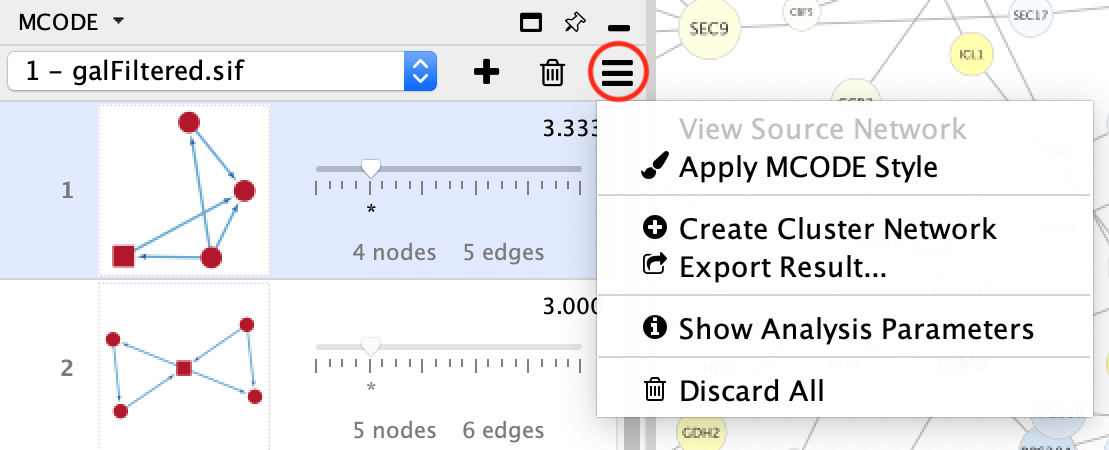 MCODE
SEC9
CBF5
SEC17
1 – galFiltered.sif
ICL1
1
3.333
*
4 nodes 5 edges
2
3.000
*
5 nodes 6 edges
View Source Network
Apply MCODE Style
Create Cluster Network
Export Result...
Show Analysis Parameters
Discard All
GDH2